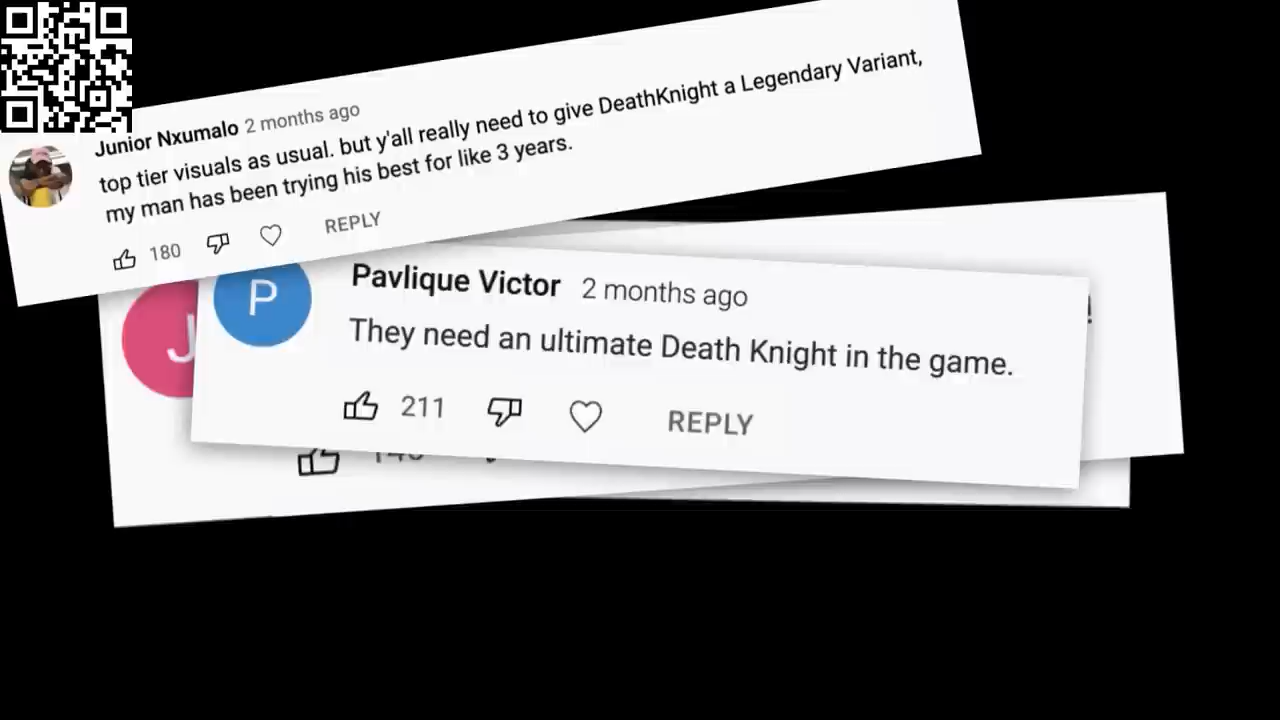 Junior Nxumalo 2 months ago
top tier visuals as usual. but y'all really need to give DeathKnight a Legendary Variant,
my man has been trying his best for like 3 years.
180 REPLY
J
P
Pavlique Victor 2 months ago
They need an ultimate Death Knight in the game.
211 REPLY